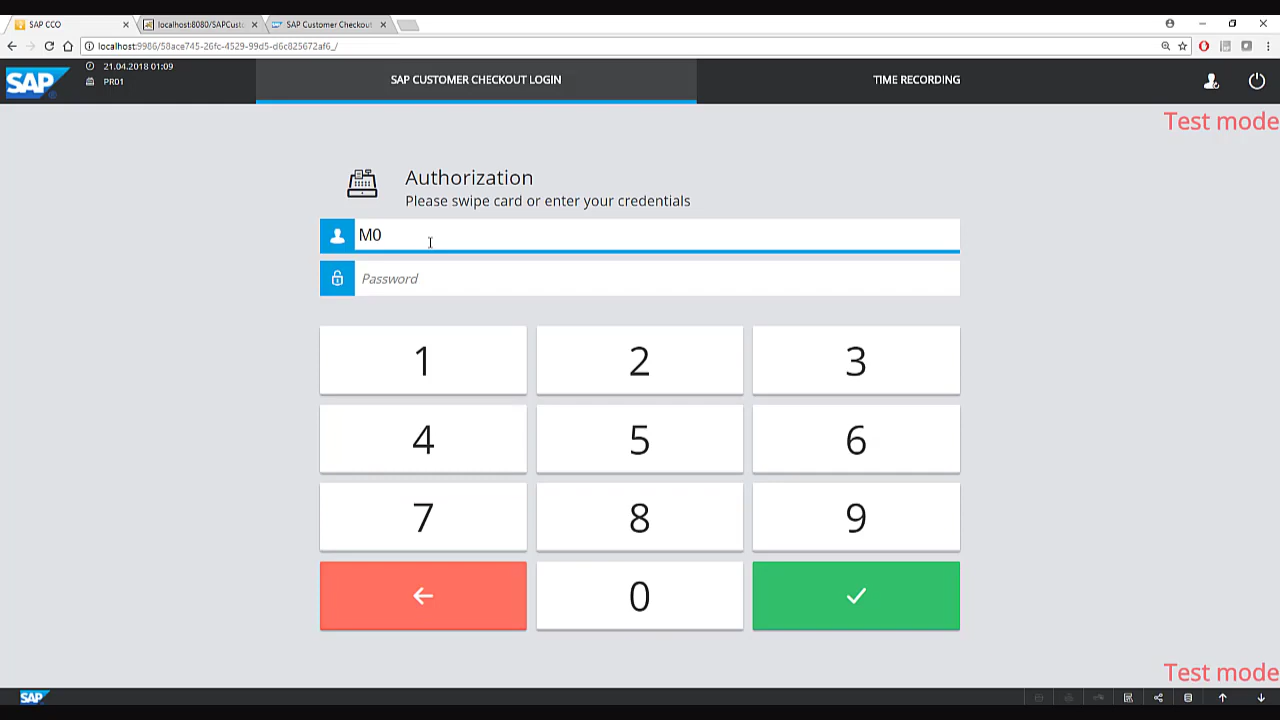 SAP CCO
localhost:8080/SAPCust
SAP Customer Checkout
localhost:9986/58ace745-26fc-4529-99d5-d6c825672af6_/
SAP
21.04.2018 01:09
PR01
SAP CUSTOMER CHECKOUT LOGIN
TIME RECORDING
Test mode
Authorization
Please swipe card or enter your credentials
M0
Password
1 2 3
4 5 6
7 8 9
0
Test mode
SAP